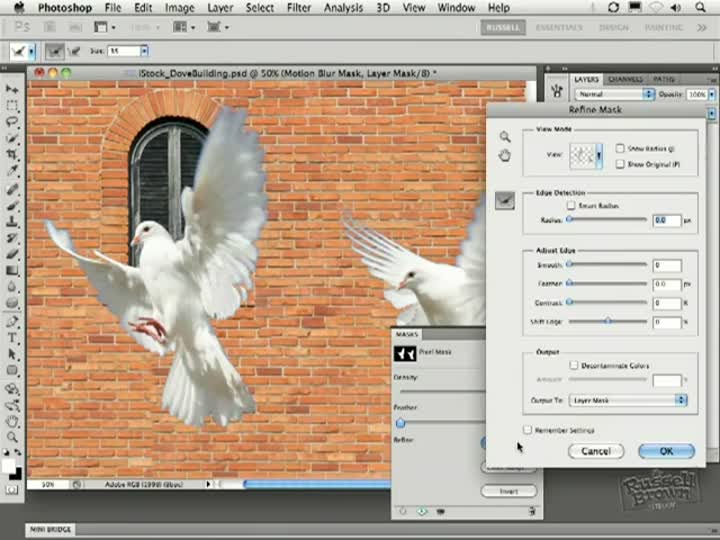 Photoshop File Edit Image Layer Select Filter Analysis 3D View Window Help
Ps RUSSELL ESSENTIALS DESIGN PAINTING
Size: 35
iStock_DoveBuilding.psd @ 50% (Motion Blur Mask, Layer Mask/8) *
LAYERS CHANNELS PATHS
Normal Opacity: 100%
Refine Mask
View Mode
View: Show Radius (J)
Show Original (P)
Edge Detection
Smart Radius
Radius: 0.0 px
Adjust Edge
Smooth: 0
Feather: 0.0 px
Contrast: 0 %
Shift Edge: 0 %
Output
Decontaminate Colors
Amount: %
Output To: Layer Mask
Remember Settings
Cancel OK
MASKS
Pixel Mask
Density:
Feather:
Refine:
Invert
50% Adobe RGB (1998) (8bpc)
Russell Brown
MINI BRIDGE